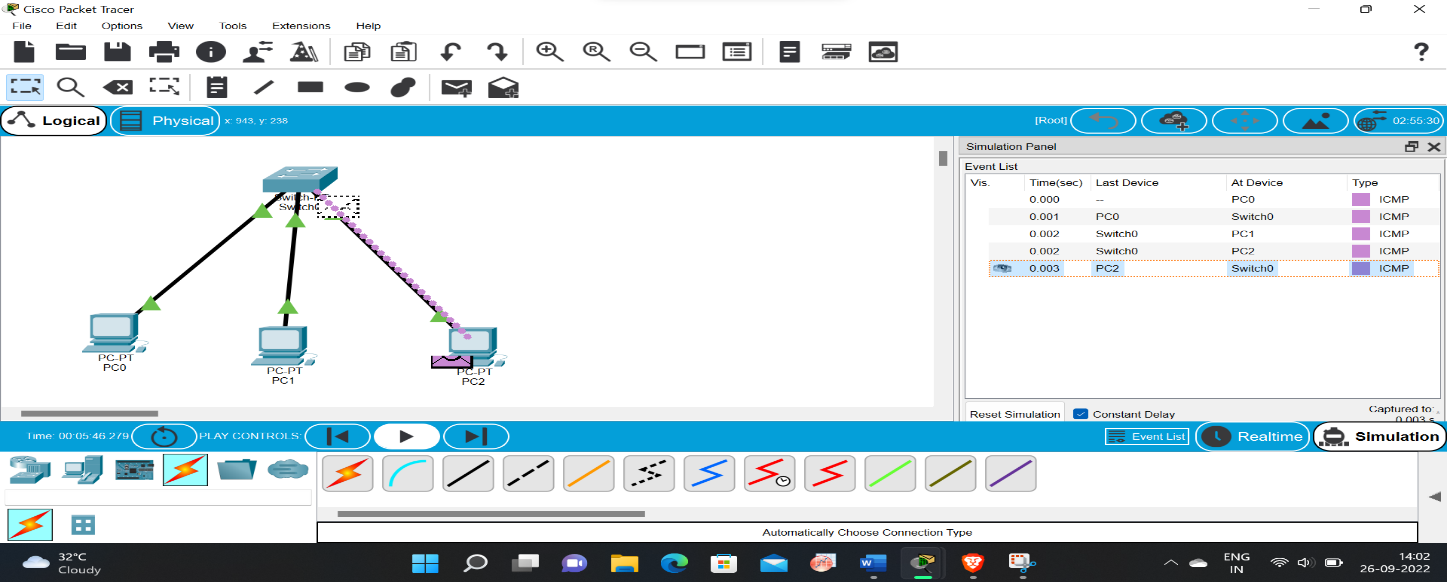 Cisco Packet Tracer
File Edit Options View Tools Extensions Help
Logical Physical x: 943, y: 238 [Root] 02:55:30
Simulation Panel
Event List
Vis. Time(sec) Last Device At Device Type
0.000 -- PC0 ICMP
0.001 PC0 Switch0 ICMP
0.002 Switch0 PC1 ICMP
0.002 Switch0 PC2 ICMP
0.003 PC2 Switch0 ICMP
PC-PT
PC0
PC-PT
PC1
PC-PT
PC2
Reset Simulation Constant Delay Captured to:
0.003 s
Time: 00:05:46.279 PLAY CONTROLS: Event List Realtime Simulation
Automatically Choose Connection Type
32°C
Cloudy
ENG
IN
14:02
26-09-2022